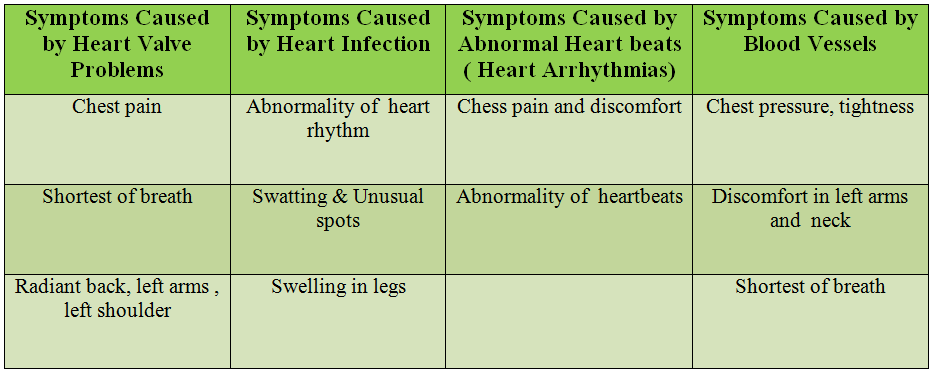 Symptoms Caused
by Heart Valve
Problems
Symptoms Caused
by Heart Infection
Symptoms Caused by
Abnormal Heart beats
( Heart Arrhythmias)
Symptoms Caused by
Blood Vessels
Chest pain
Abnormality of heart
rhythm
Chess pain and discomfort
Chest pressure, tightness
Shortest of breath
Swatting & Unusual
spots
Abnormality of heartbeats
Discomfort in left arms
and neck
Radiant back, left arms ,
left shoulder
Swelling in legs
Shortest of breath